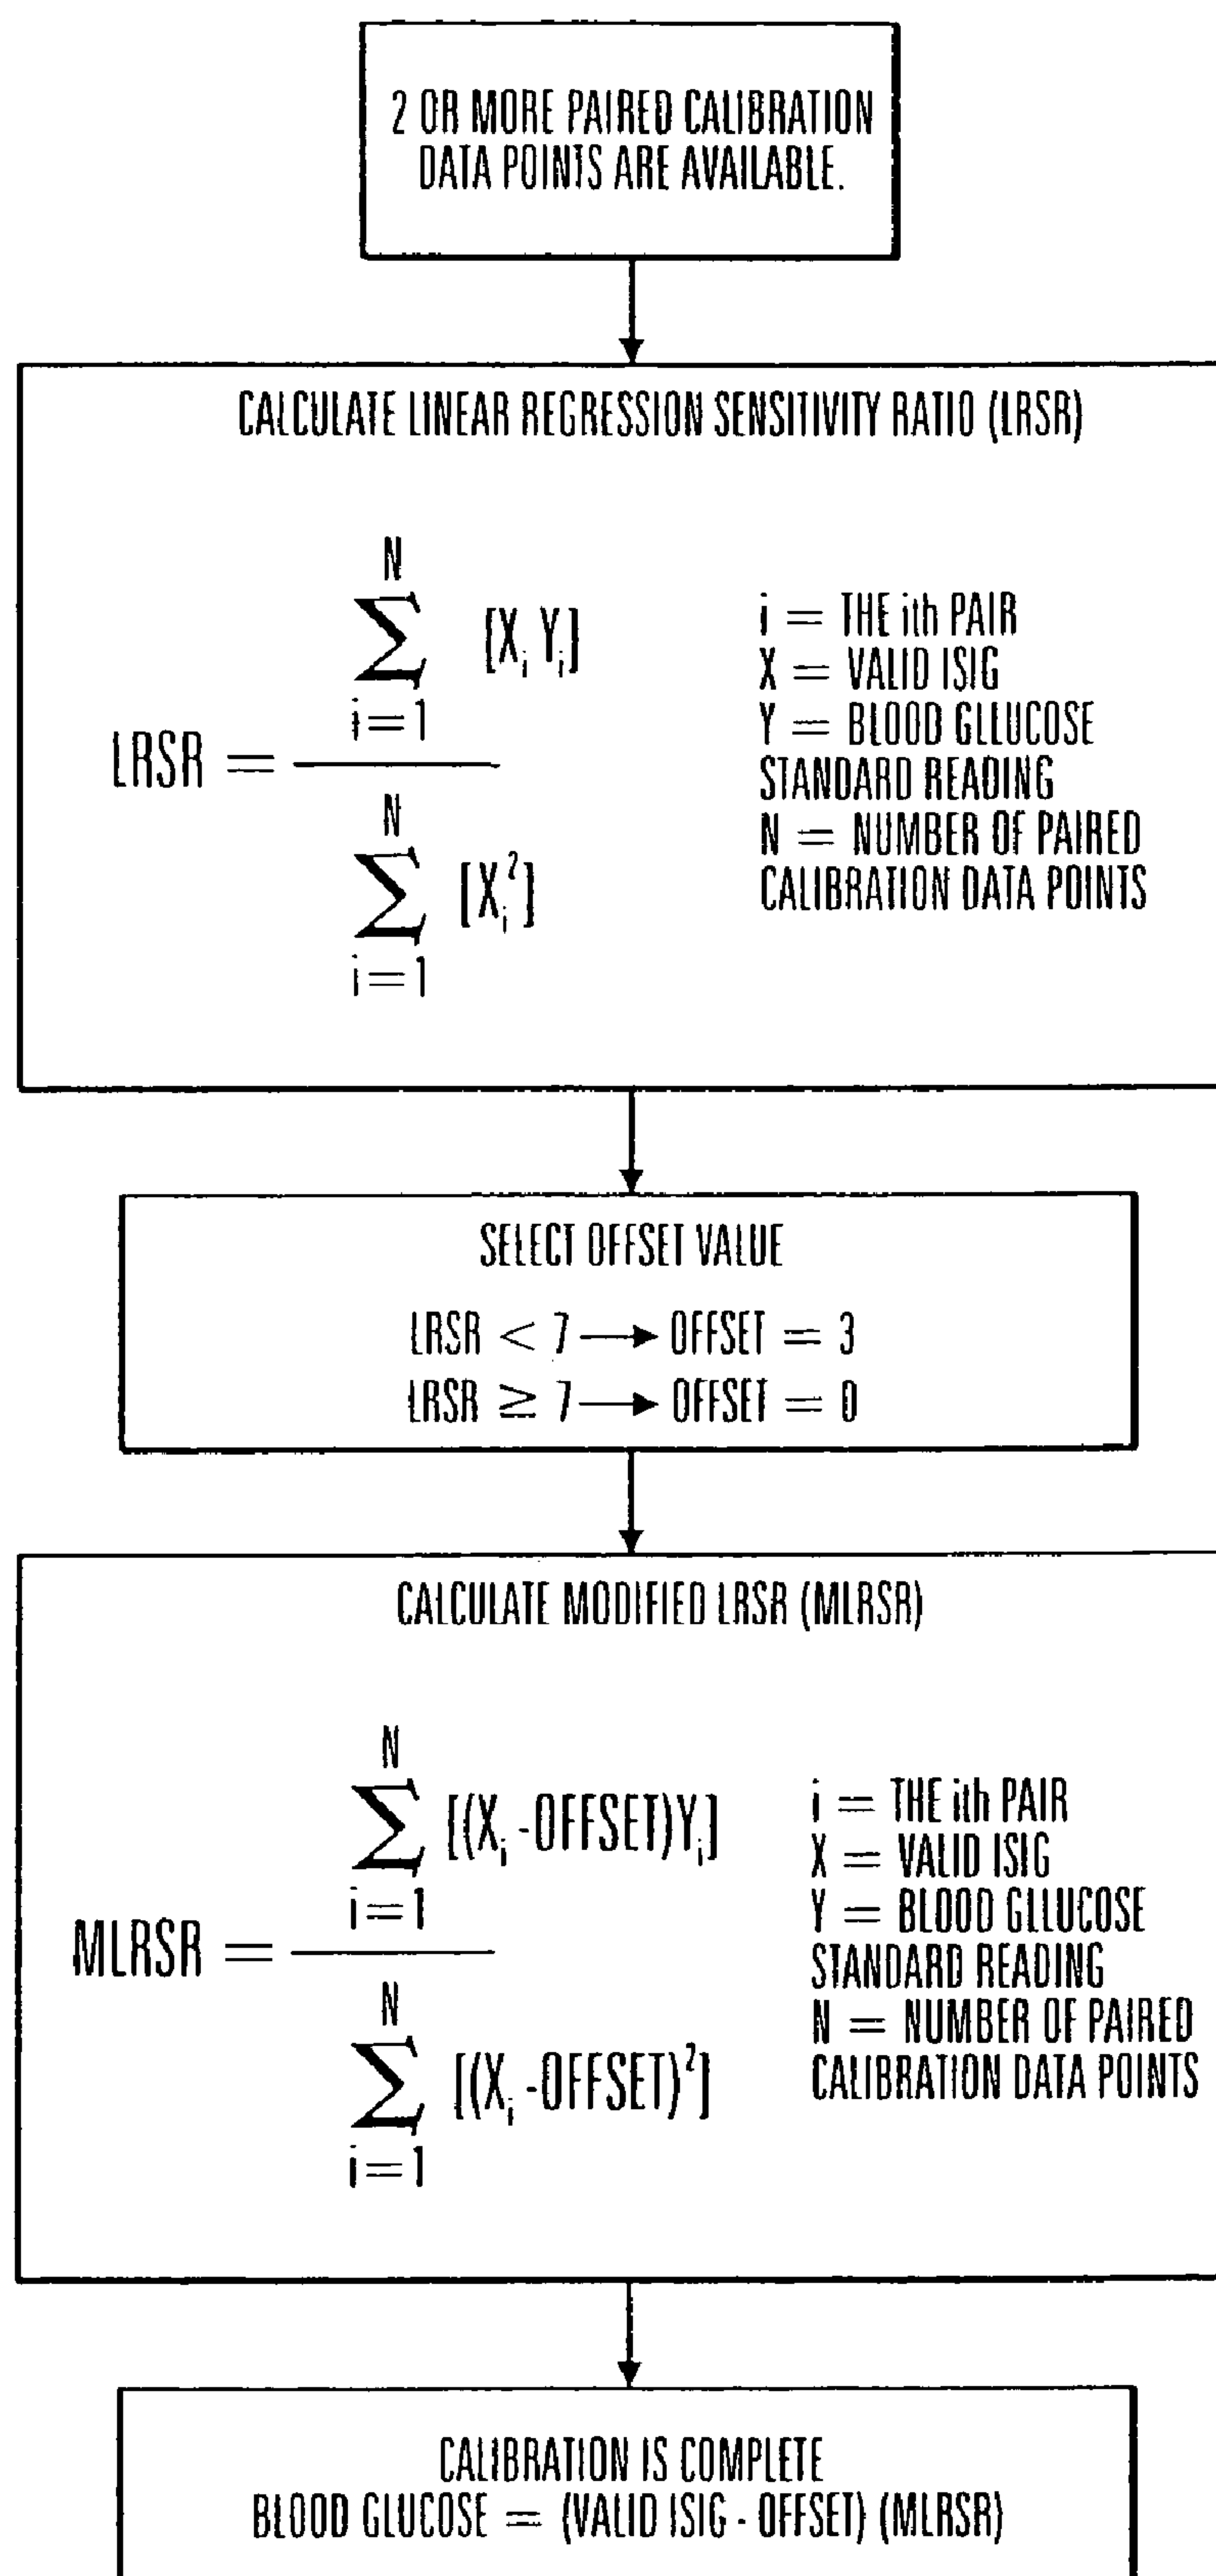 2 OR MORE PAIRED CALIBRATION
DATA POINTS ARE AVAILABLE.
CALCULATE LINEAR REGRESSION SENSITIVITY RATIO (LRSR)
N
∑ [X_i Y_i]
i=1
LRSR =
N
∑ [X_i^2]
i=1
i = THE ith PAIR
X = VALID ISIG
Y = BLOOD GLLUCOSE
STANDARD READING
N = NUMBER OF PAIRED
CALIBRATION DATA POINTS
SELECT OFFSET VALUE
LRSR < 7 → OFFSET = 3
LRSR ≥ 7 → OFFSET = 0
CALCULATE MODIFIED LRSR (MLRSR)
N
∑ [(X_i -OFFSET)Y_i]
i=1
MLRSR =
N
∑ [(X_i -OFFSET)^2]
i=1
i = THE ith PAIR
X = VALID ISIG
Y = BLOOD GLLUCOSE
STANDARD READING
N = NUMBER OF PAIRED
CALIBRATION DATA POINTS
CALIBRATION IS COMPLETE
BLOOD GLUCOSE = (VALID ISIG - OFFSET) (MLRSR)